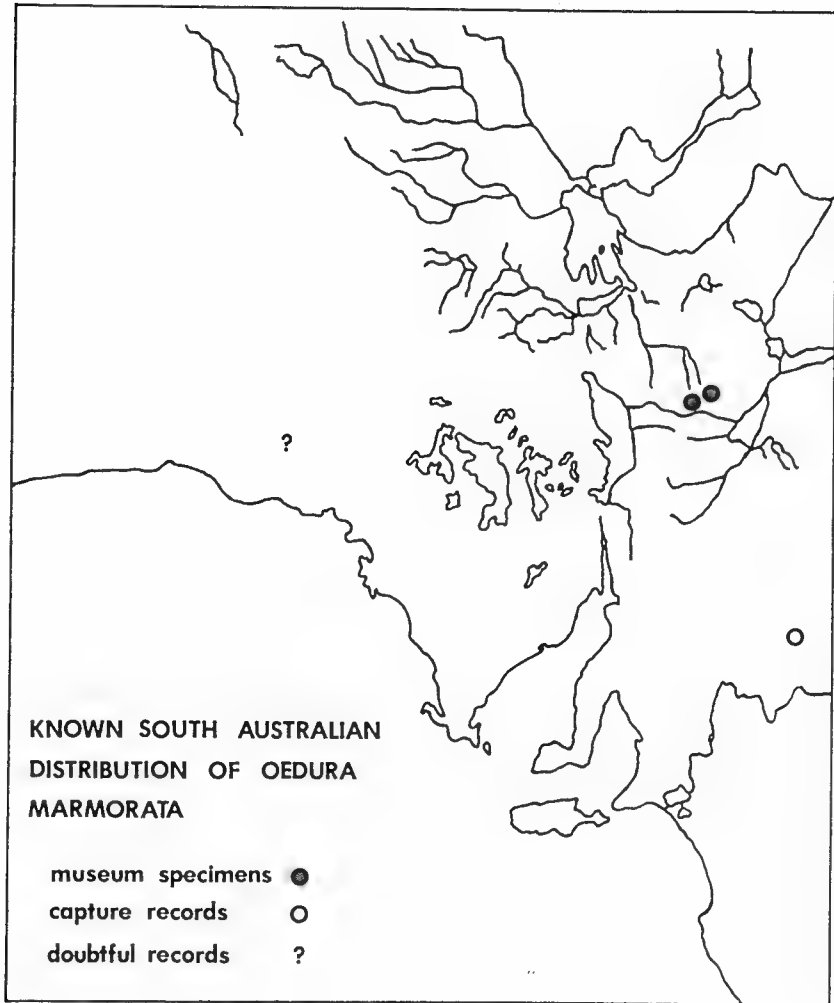 ?
KNOWN SOUTH AUSTRALIAN
DISTRIBUTION OF OEDURA
MARMORATA
museum specimens ●
capture records ○
doubtful records ?